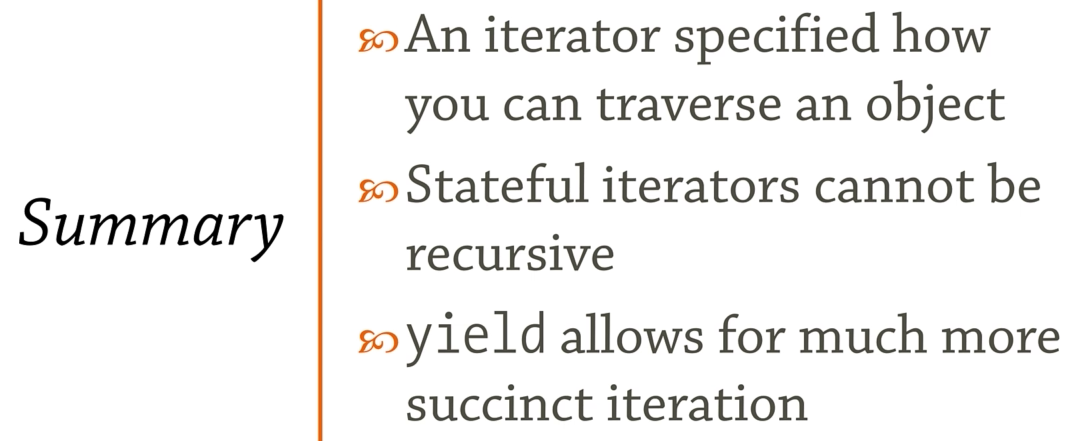 Summary
An iterator specified how
you can traverse an object
Stateful iterators cannot be
recursive
yield allows for much more
succinct iteration